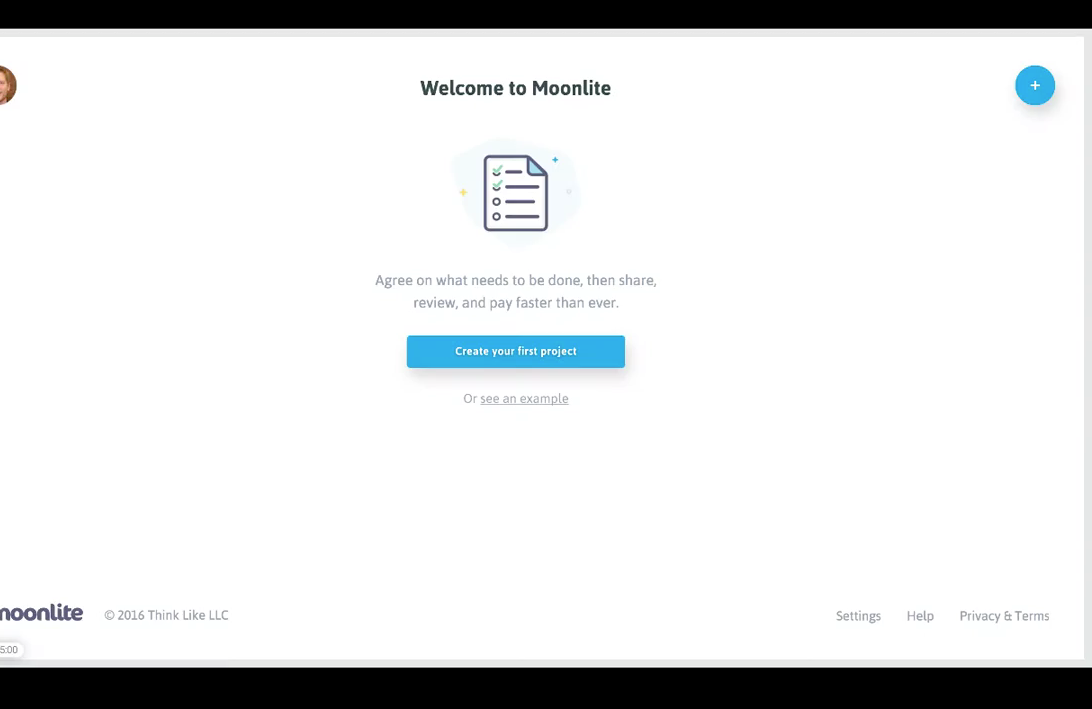 Welcome to Moonlite
+
Agree on what needs to be done, then share,
review, and pay faster than ever.
Create your first project
Or see an example
moonlite © 2016 Think Like LLC
Settings Help Privacy & Terms
5:00